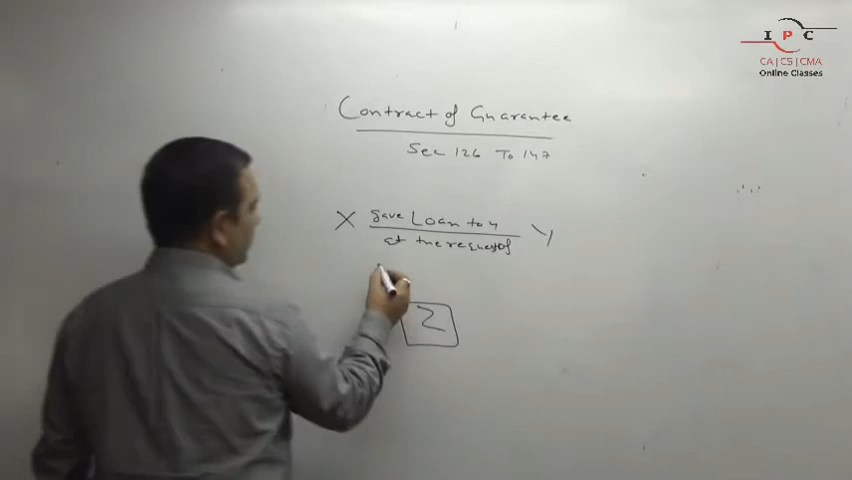 I P C
CA|CS|CMA
Online Classes
Contract of Guarantee
Sec 126 To 147
X gave Loan to y Y
at the request of
Z